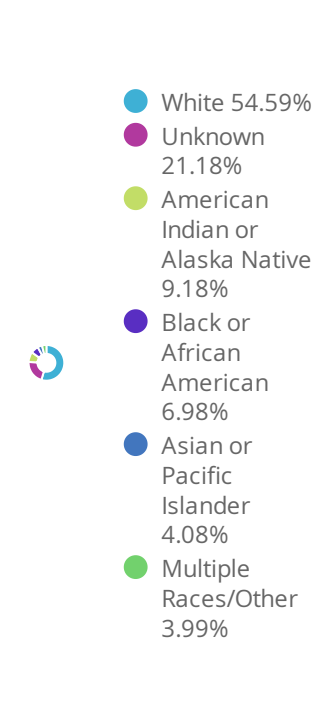 White 54.59%
Unknown
21.18%
American
Indian or
Alaska Native
9.18%
Black or
African
American
6.98%
Asian or
Pacific
Islander
4.08%
Multiple
Races/Other
3.99%